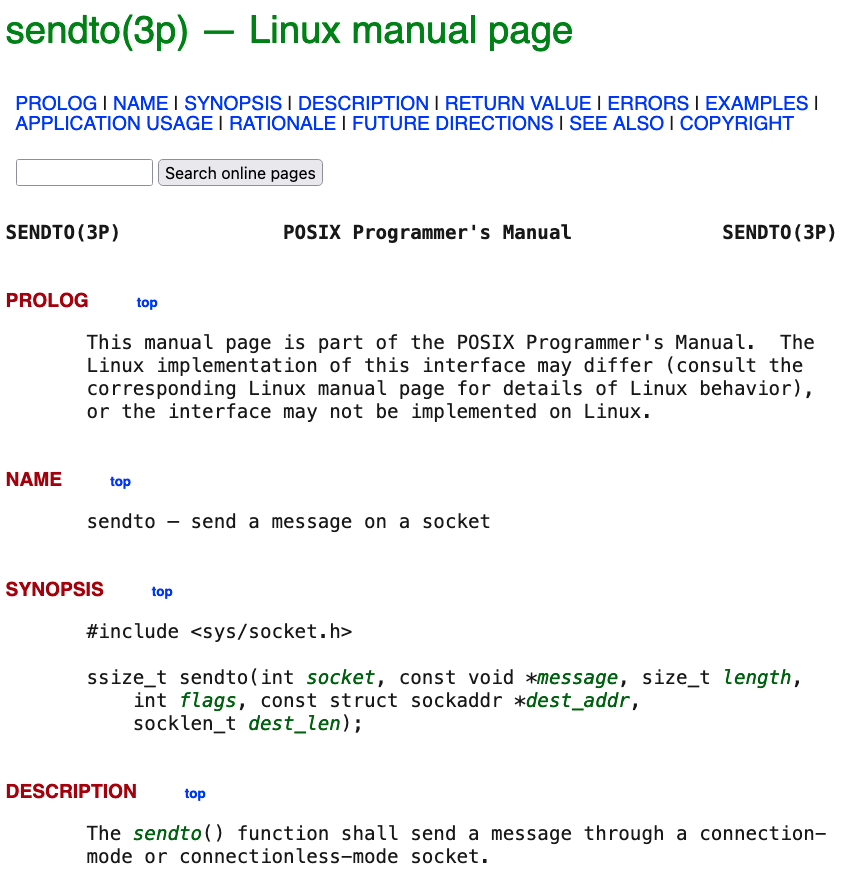 sendto(3p) — Linux manual page
PROLOG | NAME | SYNOPSIS | DESCRIPTION | RETURN VALUE | ERRORS | EXAMPLES |
APPLICATION USAGE | RATIONALE | FUTURE DIRECTIONS | SEE ALSO | COPYRIGHT
Search online pages
SENDTO(3P) POSIX Programmer's Manual SENDTO(3P)
PROLOG top
This manual page is part of the POSIX Programmer's Manual. The
Linux implementation of this interface may differ (consult the
corresponding Linux manual page for details of Linux behavior),
or the interface may not be implemented on Linux.
NAME top
sendto — send a message on a socket
SYNOPSIS top
#include <sys/socket.h>
ssize_t sendto(int socket, const void *message, size_t length,
int flags, const struct sockaddr *dest_addr,
socklen_t dest_len);
DESCRIPTION top
The sendto() function shall send a message through a connection-
mode or connectionless-mode socket.